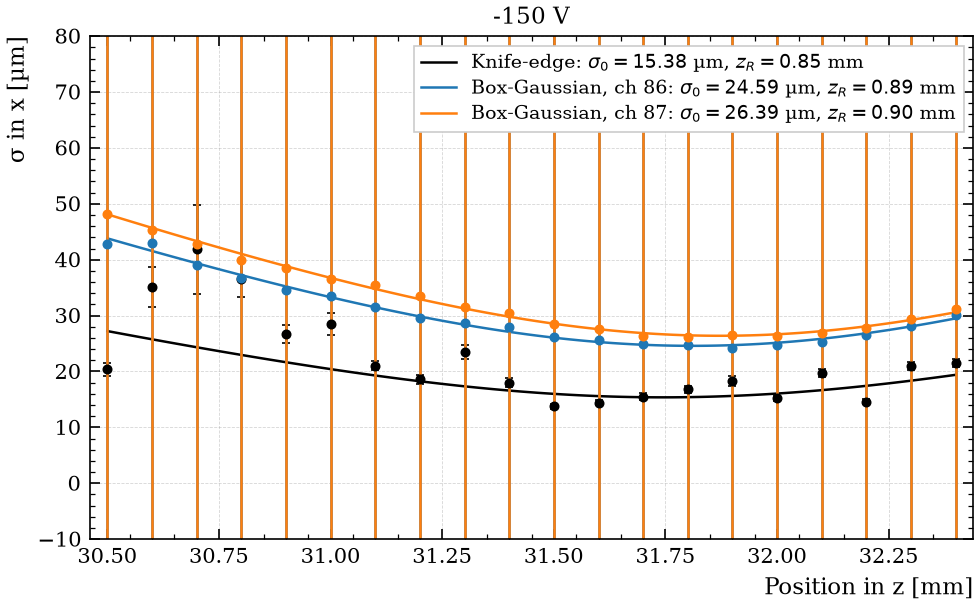 -150 V
σ in x [µm]
80
70
60
50
40
30
20
10
0
−10
Knife-edge: σ₀ = 15.38 µm, z_R = 0.85 mm
Box-Gaussian, ch 86: σ₀ = 24.59 µm, z_R = 0.89 mm
Box-Gaussian, ch 87: σ₀ = 26.39 µm, z_R = 0.90 mm
30.50 30.75 31.00 31.25 31.50 31.75 32.00 32.25
Position in z [mm]